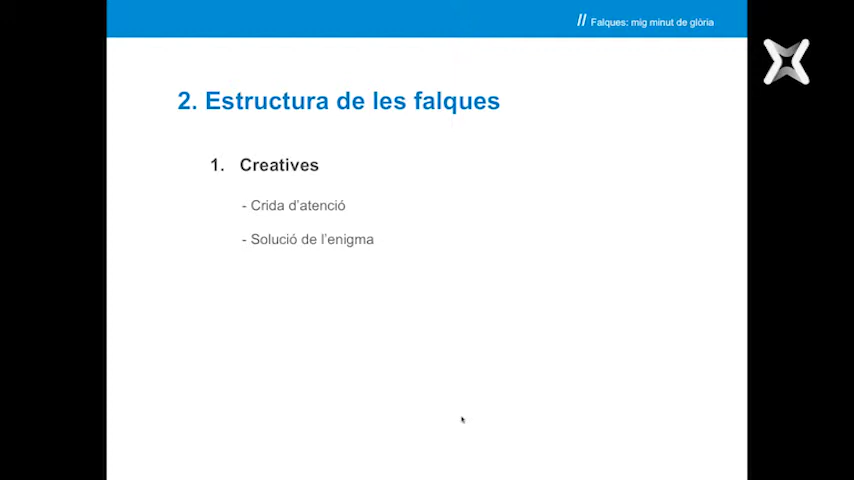 // Falques: mig minut de glòria
2. Estructura de les falques
1. Creatives
- Crida d'atenció
- Solució de l'enigma